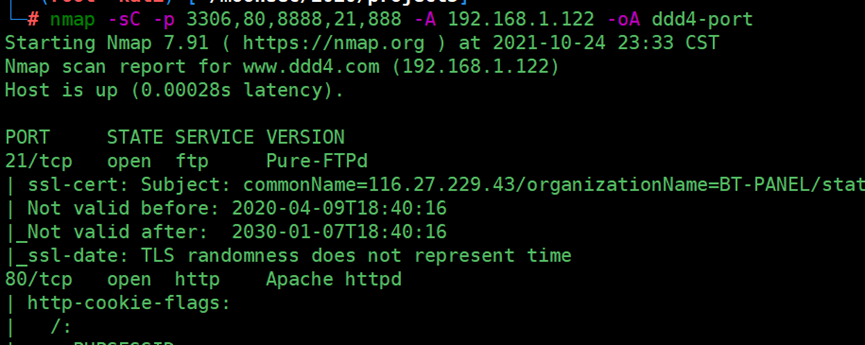 └─# nmap -sC -p 3306,80,8888,21,888 -A 192.168.1.122 -oA ddd4-port
Starting Nmap 7.91 ( https://nmap.org ) at 2021-10-24 23:33 CST
Nmap scan report for www.ddd4.com (192.168.1.122)
Host is up (0.00028s latency).

PORT     STATE SERVICE VERSION
21/tcp   open  ftp     Pure-FTPd
| ssl-cert: Subject: commonName=116.27.229.43/organizationName=BT-PANEL/stat
| Not valid before: 2020-04-09T18:40:16
|_Not valid after:  2030-01-07T18:40:16
|_ssl-date: TLS randomness does not represent time
80/tcp   open  http    Apache httpd
| http-cookie-flags:
|   /:
|     PHPSESSID: